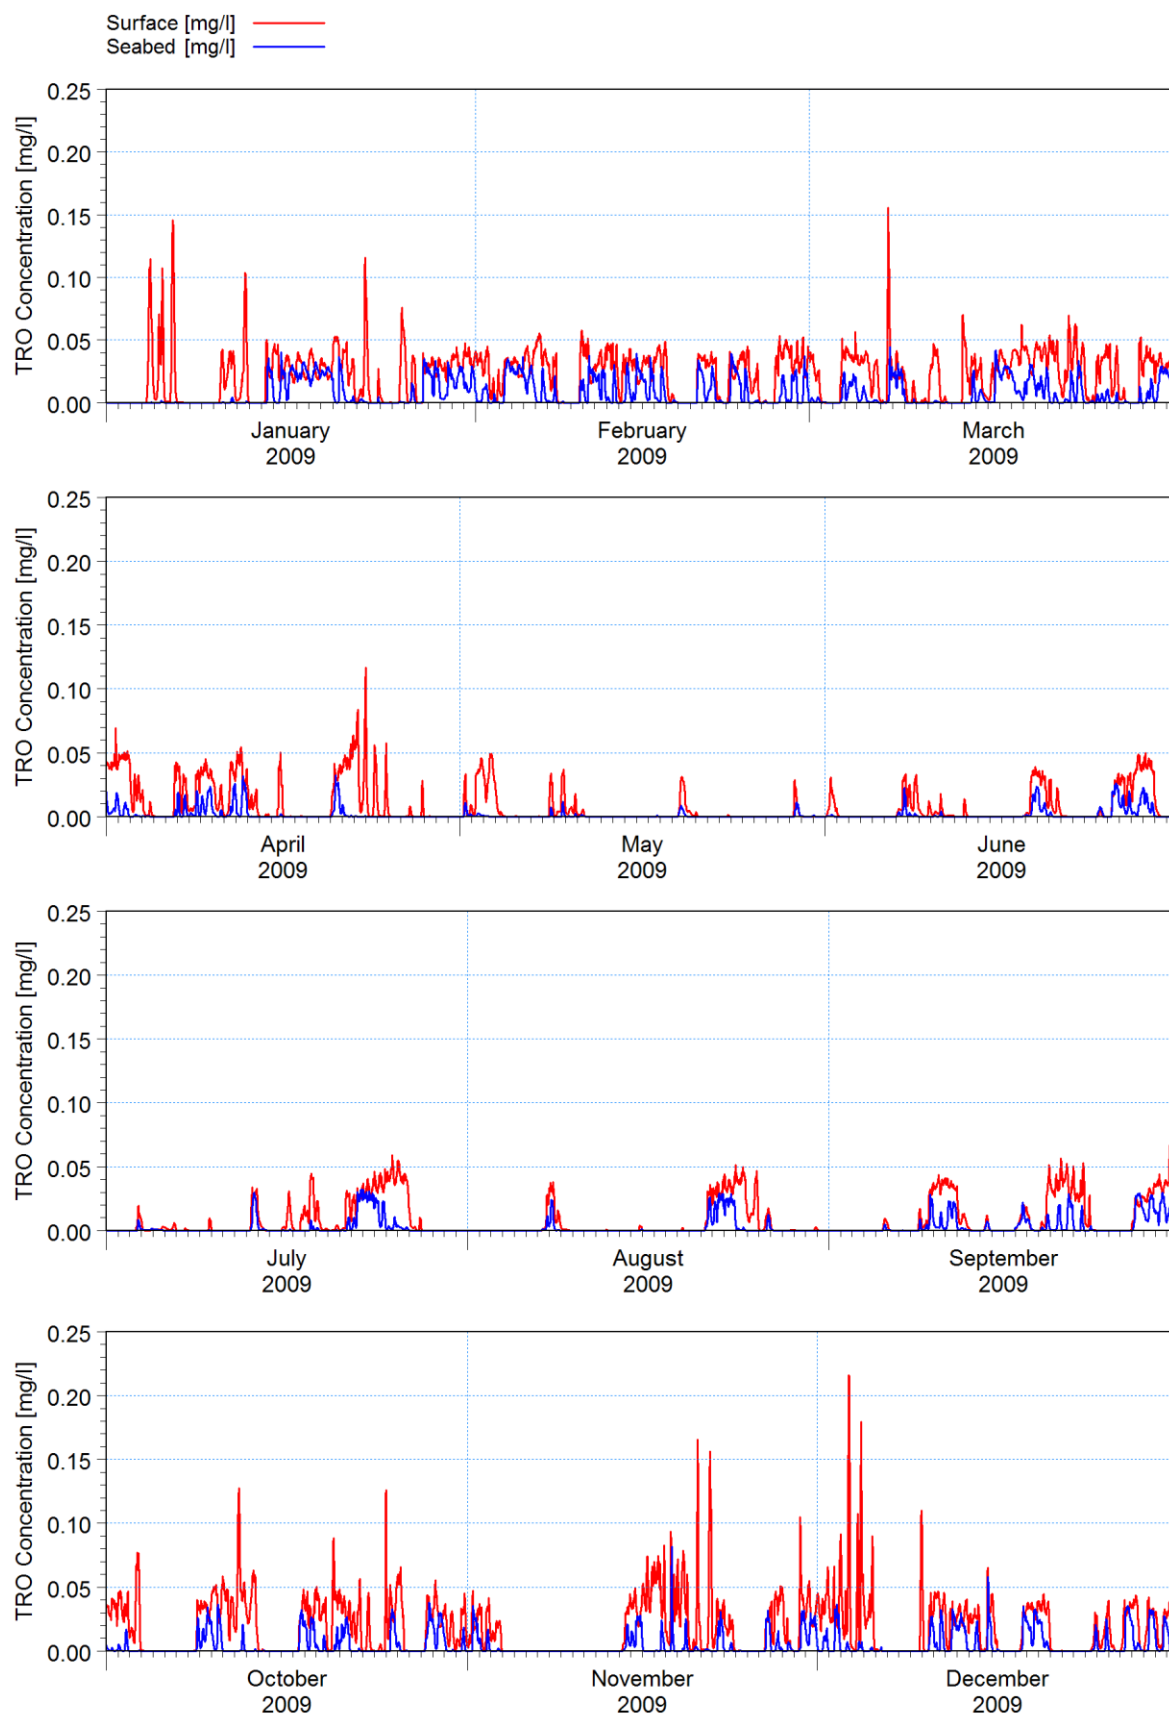 Surface [mg/l]
Seabed [mg/l]
TRO Concentration [mg/l]
0.25
0.20
0.15
0.10
0.05
0.00
January February March
2009 2009 2009
TRO Concentration [mg/l]
0.25
0.20
0.15
0.10
0.05
0.00
April May June
2009 2009 2009
TRO Concentration [mg/l]
0.25
0.20
0.15
0.10
0.05
0.00
July August September
2009 2009 2009
TRO Concentration [mg/l]
0.25
0.20
0.15
0.10
0.05
0.00
October November December
2009 2009 2009